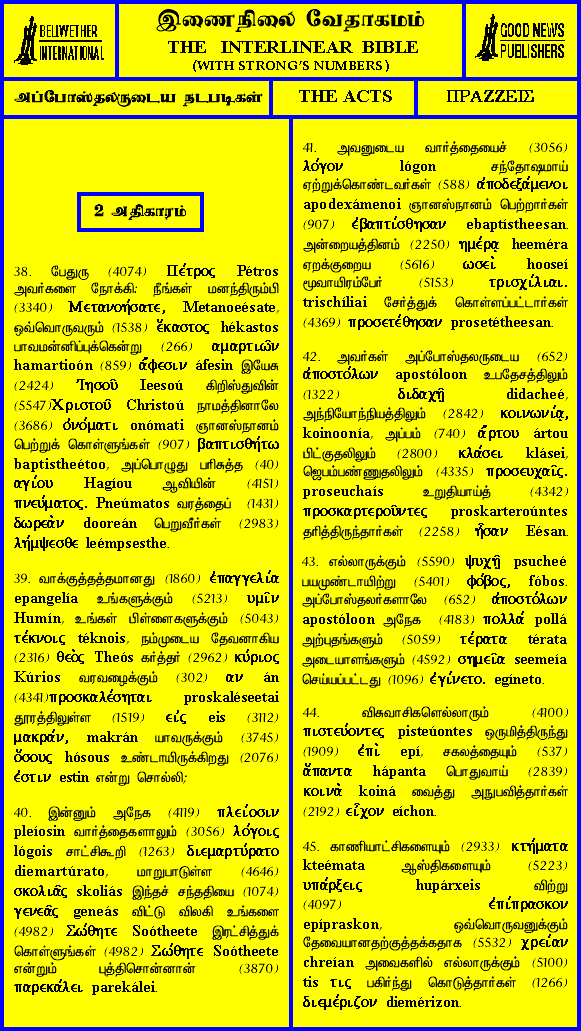 BELLWETHER
INTERNATIONAL
இணைநிலை வேதாகமம்
THE INTERLINEAR BIBLE
(WITH STRONG'S NUMBERS)
GOOD NEWS
PUBLISHERS
அப்போஸ்தலருடைய நடபடிகள்
THE ACTS
ΠΡΑΖΖΕΙΣ
2 அதிகாரம்
38. பேதுரு (4074) Πέτρος Pétros
அவர்களை நோக்கி: நீங்கள் மனந்திரும்பி
(3340) Μετανοήσατε, Metanoeésate,
ஒவ்வொருவரும் (1538) ἕκαστος hékastos
பாவமன்னிப்புக்கென்று (266) αμαρτιῶν
hamartioón (859) ἄφεσιν áfesin இயேசு
(2424) Ἰησοῦ Ieesoú கிறிஸ்துவின்
(5547)Χριστοῦ Christoú நாமத்தினாலே
(3686) ὀνόματι onómati ஞானஸ்நானம்
பெற்றுக் கொள்ளுங்கள் (907) βαπτισθήτω
baptistheétoo, அப்பொழுது பரிசுத்த (40)
αγίου Hagíou ஆவியின் (4151)
πνεύματος. Pneúmatos வரத்தைப் (1431)
δωρεὰν dooreán பெறுவீர்கள் (2983)
λήμψεσθε leémpsesthe.
39. வாக்குத்தத்தமானது (1860) ἐπαγγελία
epangelia உங்களுக்கும் (5213) υμῖν
Humín, உங்கள் பிள்ளைகளுக்கும் (5043)
τέκνοις téknois, நம்முடைய தேவனாகிய
(2316) θεὸς Theós கர்த்தர் (2962) κύριος
Kúrios வரவழைக்கும் (302) αν án
(4341)προσκαλέσηται proskaléseetai
தூரத்திலுள்ள (1519) εἰς eis (3112)
μακράν, makrán யாவருக்கும் (3745)
ὅσους hósous உண்டாயிருக்கிறது (2076)
ἐστιν estin என்று சொல்லி;
40. இன்னும் அநேக (4119) πλείοσιν
pleíosin வார்த்தைகளாலும் (3056) λόγοις
lógois சாட்சிகூறி (1263) διεμαρτύρατο
diemartúrato, மாறுபாடுள்ள (4646)
σκολιᾶς skoliás இந்தச் சந்ததியை (1074)
γενεᾶς geneás விட்டு விலகி உங்களை
(4982) Σώθητε Soótheete இரட்சித்துக்
கொள்ளுங்கள் (4982) Σώθητε Soótheete
என்றும் புத்திசொன்னான் (3870)
παρεκάλει parekálei.
41. அவனுடைய வார்த்தையைச் (3056)
λόγον lógon சந்தோஷமாய்
ஏற்றுக்கொண்டவர்கள் (588) ἀποδεξάμενοι
apodexámenoi ஞானஸ்நானம் பெற்றார்கள்
(907) ἐβαπτίσθησαν ebaptístheesan.
அன்றையத்தினம் (2250) ημέρᾳ heeméra
ஏறக்குறைய (5616) ωσεὶ hooseí
மூவாயிரம்பேர் (5153) τρισχίλιαι.
trischíliai சேர்த்துக் கொள்ளப்பட்டார்கள்
(4369) προσετέθησαν prosetétheesan.
42. அவர்கள் அப்போஸ்தலருடைய (652)
ἀποστόλων apostóloon உபதேசத்திலும்
(1322) διδαχῇ didacheé,
அந்நியோந்நியத்திலும் (2842) κοινωνίᾳ,
koinoonía, அப்பம் (740) ἄρτου ártou
பிட்குதலிலும் (2800) κλάσει klásei,
ஜெபம்பண்ணுதலிலும் (4335) προσευχαῖς.
proseuchaís உறுதியாய்த் (4342)
προσκαρτεροῦντες proskarteroúntes
தரித்திருந்தார்கள் (2258) ἦσαν Eésan.
43. எல்லாருக்கும் (5590) ψυχῇ psucheé
பயமுண்டாயிற்று (5401) φόβος, fóbos.
அப்போஸ்தலர்களாலே (652) ἀποστόλων
apostóloon அநேக (4183) πολλά pollá
அற்புதங்களும் (5059) τέρατα térata
அடையாளங்களும் (4592) σημεῖα seemeía
செய்யப்பட்டது (1096) ἐγίνετο. egíneto.
44. விசுவாசிகளெல்லாரும் (4100)
πιστεύοντες pisteúontes ஒருமித்திருந்து
(1909) ἐπὶ epí, சகலத்தையும் (537)
ἅπαντα hápanta பொதுவாய் (2839)
κοινὰ koiná வைத்து அநுபவித்தார்கள்
(2192) εἶχον eíchon.
45. காணியாட்சிகளையும் (2933) κτήματα
kteémata ஆஸ்திகளையும் (5223)
υπάρξεις hupárxeis விற்று
(4097) ἐπίπρασκον
epípraskon, ஒவ்வொருவனுக்கும்
தேவையானதற்குத்தக்கதாக (5532) χρείαν
chreían அவைகளில் எல்லாருக்கும் (5100)
tis τις பகிர்ந்து கொடுத்தார்கள் (1266)
διεμέριζον diemérizon.